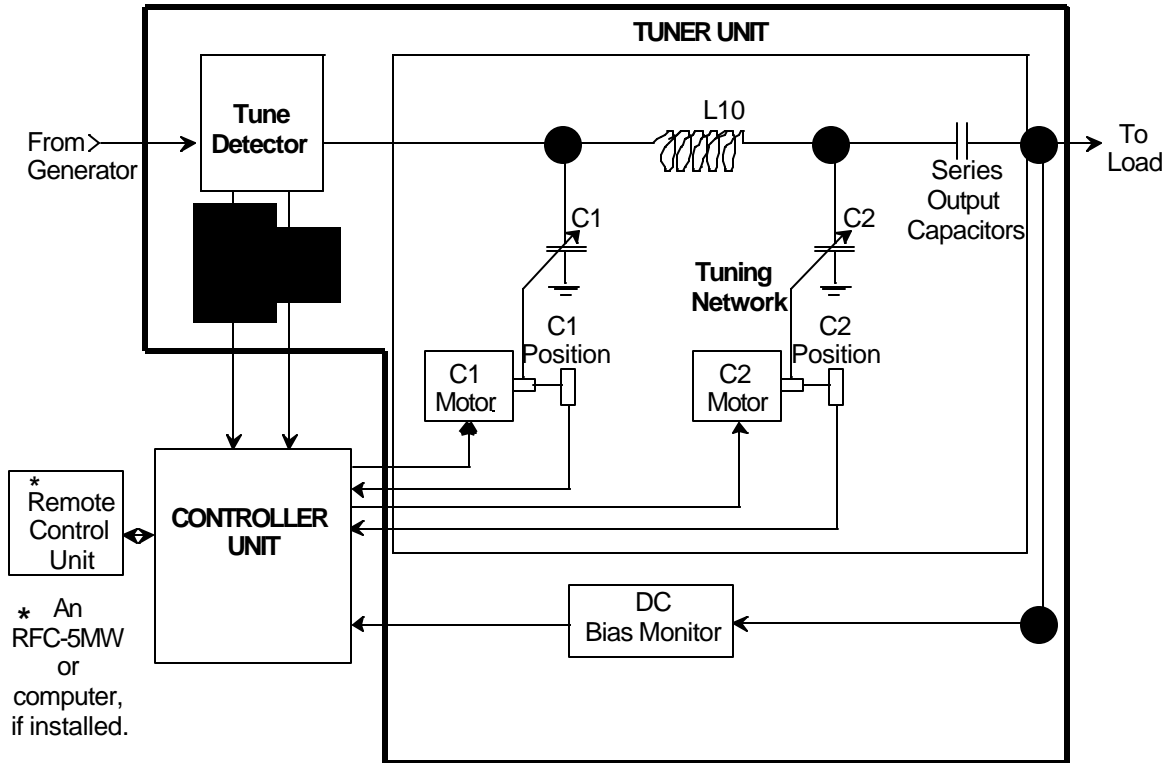 TUNER UNIT
Tune
Detector
From
Generator
L10
To
Load
Series
Output
Capacitors
C1
C2
Tuning
Network
C1
Position
C2
Position
C1
Motor
C2
Motor
*
Remote
Control
Unit
CONTROLLER
UNIT
DC
Bias Monitor
* An
RFC-5MW
or
computer,
if installed.